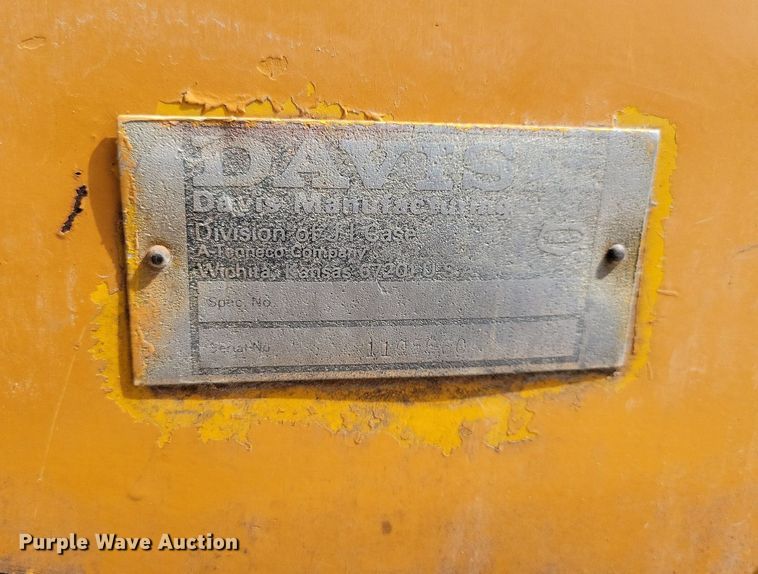 DAVIS
Davis Manufacturing
Division of J I Case
A Tenneco Company
Wichita, Kansas 67201 U.S.
Spec. No.
Serial No.
Purple Wave Auction